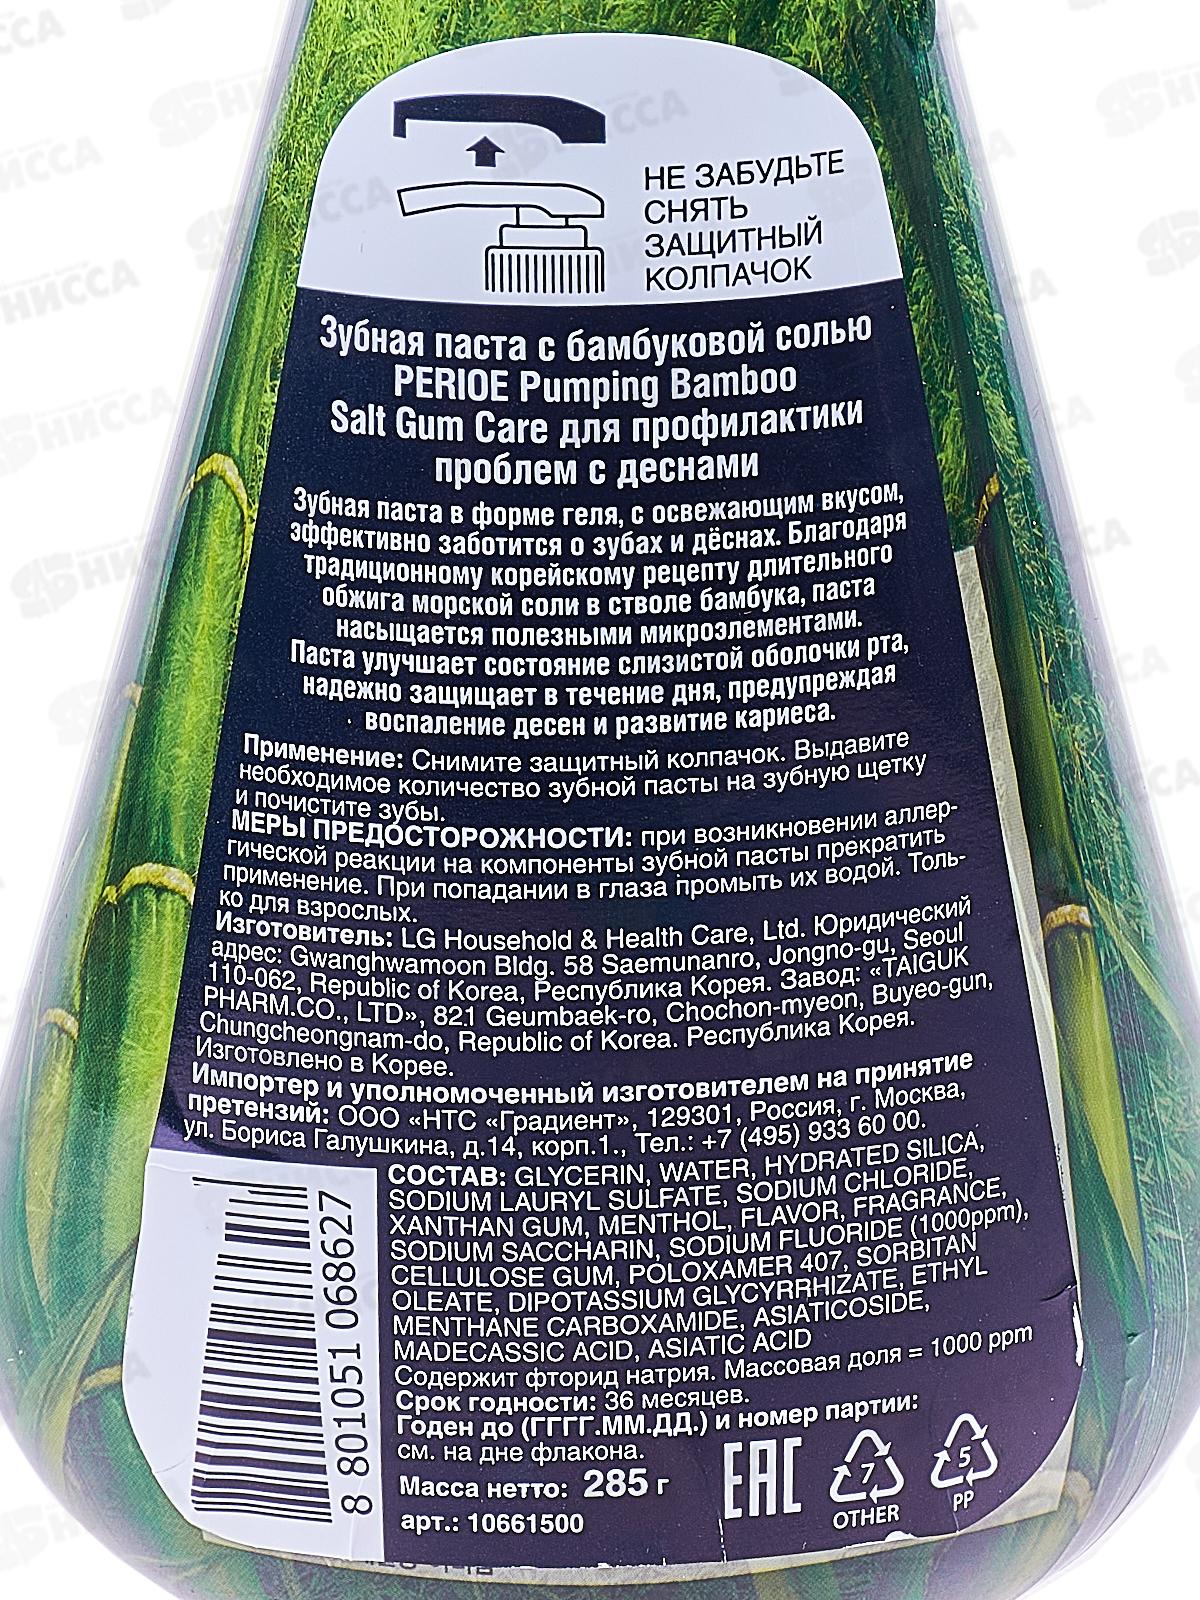 НЕ ЗАБУДЬТЕ
СНЯТЬ
ЗАЩИТНЫЙ
КОЛПАЧОК
Зубная паста с бамбуковой солью
PERIOE Pumping Bamboo
Salt Gum Care для профилактики
проблем с деснами
Зубная паста в форме геля, с освежающим вкусом,
эффективно заботится о зубах и дёснах. Благодаря
традиционному корейскому рецепту длительного
обжига морской соли в стволе бамбука, паста
насыщается полезными микроэлементами.
Паста улучшает состояние слизистой оболочки рта,
надежно защищает в течение дня, предупреждая
воспаление десен и развитие кариеса.
Применение: Снимите защитный колпачок. Выдавите
необходимое количество зубной пасты на зубную щетку
и почистите зубы.
МЕРЫ ПРЕДОСТОРОЖНОСТИ: при возникновении аллер-
гической реакции на компоненты зубной пасты прекратить
применение. При попадании в глаза промыть их водой. Толь-
ко для взрослых.
Изготовитель: LG Household & Health Care, Ltd. Юридический
адрес: Gwanghwamoon Bldg. 58 Saemunanro, Jongno-gu, Seoul
110-062, Republic of Korea, Республика Корея. Завод: «TAIGUK
PHARM.CO., LTD», 821 Geumbaek-ro, Chochon-myeon, Buyeo-gun,
Chungcheongnam-do, Republic of Korea. Республика Корея.
Изготовлено в Корее.
Импортер и уполномоченный изготовителем на принятие
претензий: ООО «НТС «Градиент», 129301, Россия, г. Москва,
ул. Бориса Галушкина, д.14, корп.1., Тел.: +7 (495) 933 60 00.
СОСТАВ: GLYCERIN, WATER, HYDRATED SILICA,
SODIUM LAURYL SULFATE, SODIUM CHLORIDE,
XANTHAN GUM, MENTHOL, FLAVOR, FRAGRANCE,
SODIUM SACCHARIN, SODIUM FLUORIDE (1000ppm),
CELLULOSE GUM, POLOXAMER 407, SORBITAN
OLEATE, DIPOTASSIUM GLYCYRRHIZATE, ETHYL
MENTHANE CARBOXAMIDE, ASIATICOSIDE,
MADECASSIC ACID, ASIATIC ACID
Содержит фторид натрия. Массовая доля = 1000 ppm
Срок годности: 36 месяцев.
Годен до (ГГГГ.ММ.ДД.) и номер партии:
см. на дне флакона.
Масса нетто: 285 г
арт.: 10661500
8 801051 068627
EAC
7
OTHER
5
PP
НИССА